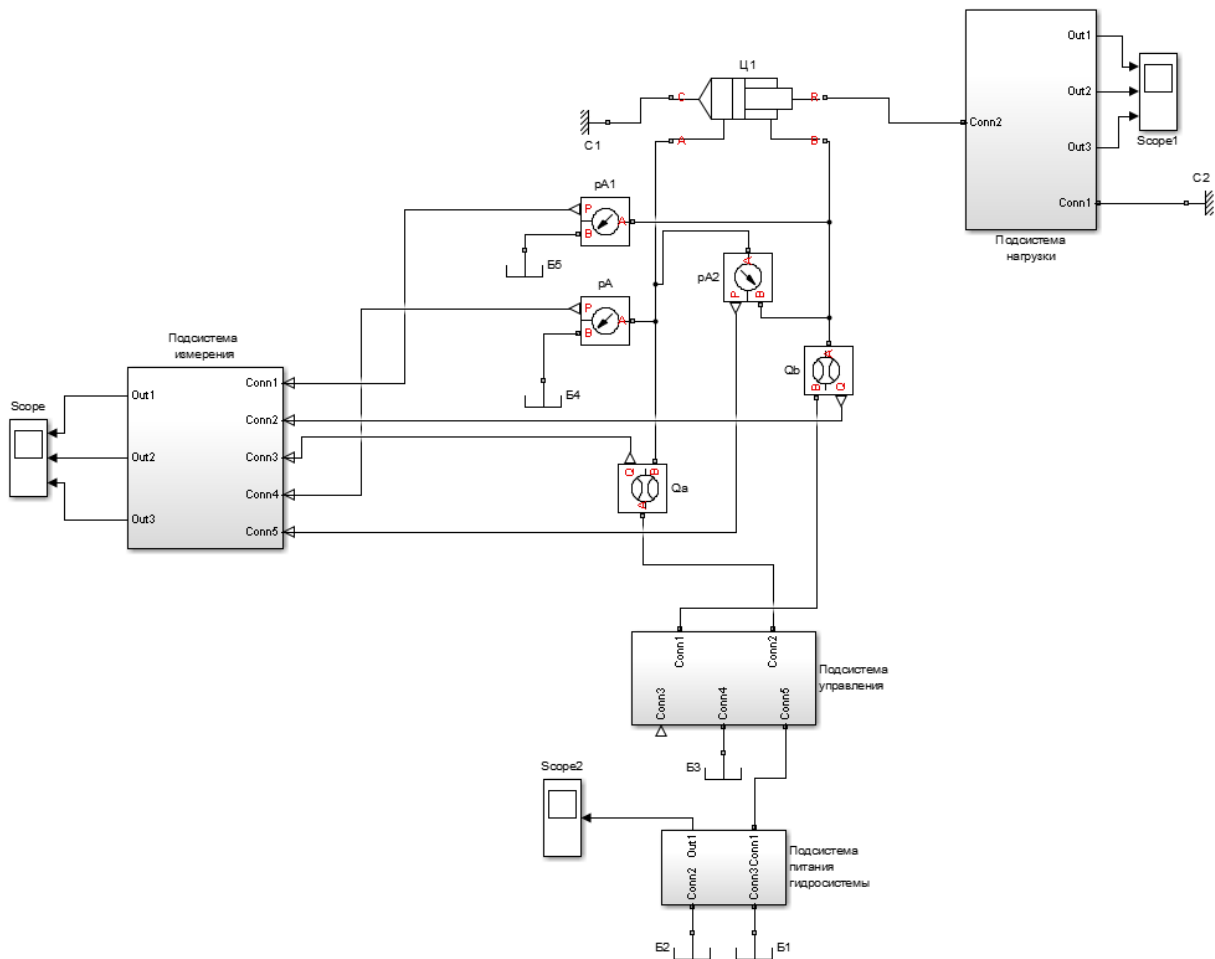 Out1
Out2
Out3
Conn2
Conn1
Scope1
C2
Подсистема
нагрузки
Ц1
C
R
A
B
C1
pA1
P
A
B
Б5
pA2
A
P
B
pA
P
A
B
Б4
Qb
A
B
Q
Подсистема
измерения
Scope
Out1
Out2
Out3
Conn1
Conn2
Conn3
Conn4
Conn5
Q
B
A
Qa
Conn1
Conn2
Conn3
Conn4
Conn5
Подсистема
управления
Б3
Scope2
Out1
Conn1
Conn2
Conn3
Подсистема
питания
гидросистемы
Б2
Б1